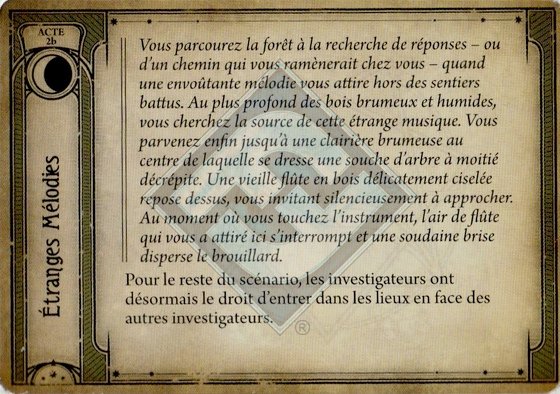 ACTE
2b
Étranges Mélodies
Vous parcourez la forêt à la recherche de réponses – ou
d'un chemin qui vous ramènerait chez vous – quand
une envoûtante mélodie vous attire hors des sentiers
battus. Au plus profond des bois brumeux et humides,
vous cherchez la source de cette étrange musique. Vous
parvenez enfin jusqu'à une clairière brumeuse au
centre de laquelle se dresse une souche d'arbre à moitié
décrépite. Une vieille flûte en bois délicatement ciselée
repose dessus, vous invitant silencieusement à approcher.
Au moment où vous touchez l'instrument, l'air de flûte
qui vous a attiré ici s'interrompt et une soudaine brise
disperse le brouillard.
Pour le reste du scénario, les investigateurs ont
désormais le droit d'entrer dans les lieux en face des
autres investigateurs.
®